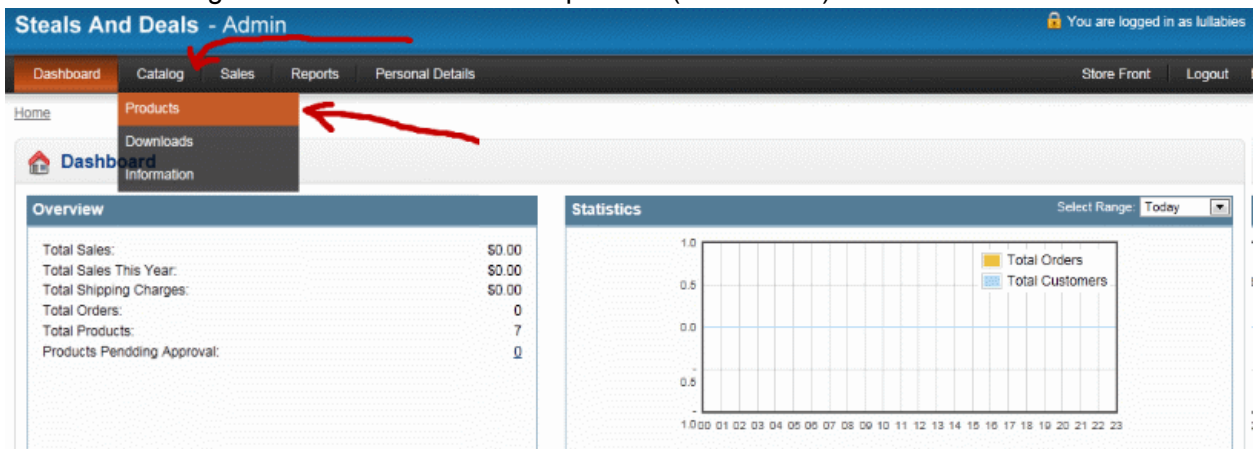 Steals And Deals - Admin
You are logged in as lullabies
Dashboard Catalog Sales Reports Personal Details Store Front Logout
Home
Products
Downloads
Information
Dashboard
Overview
Total Sales: $0.00
Total Sales This Year: $0.00
Total Shipping Charges: $0.00
Total Orders: 0
Total Products: 7
Products Pendding Approval: 0
Statistics
Select Range: Today
Total Orders
Total Customers
1.0
0.5
0.0
-
0.5
-
1.0
00 01 02 03 04 05 06 07 08 09 10 11 12 13 14 15 16 17 18 19 20 21 22 23